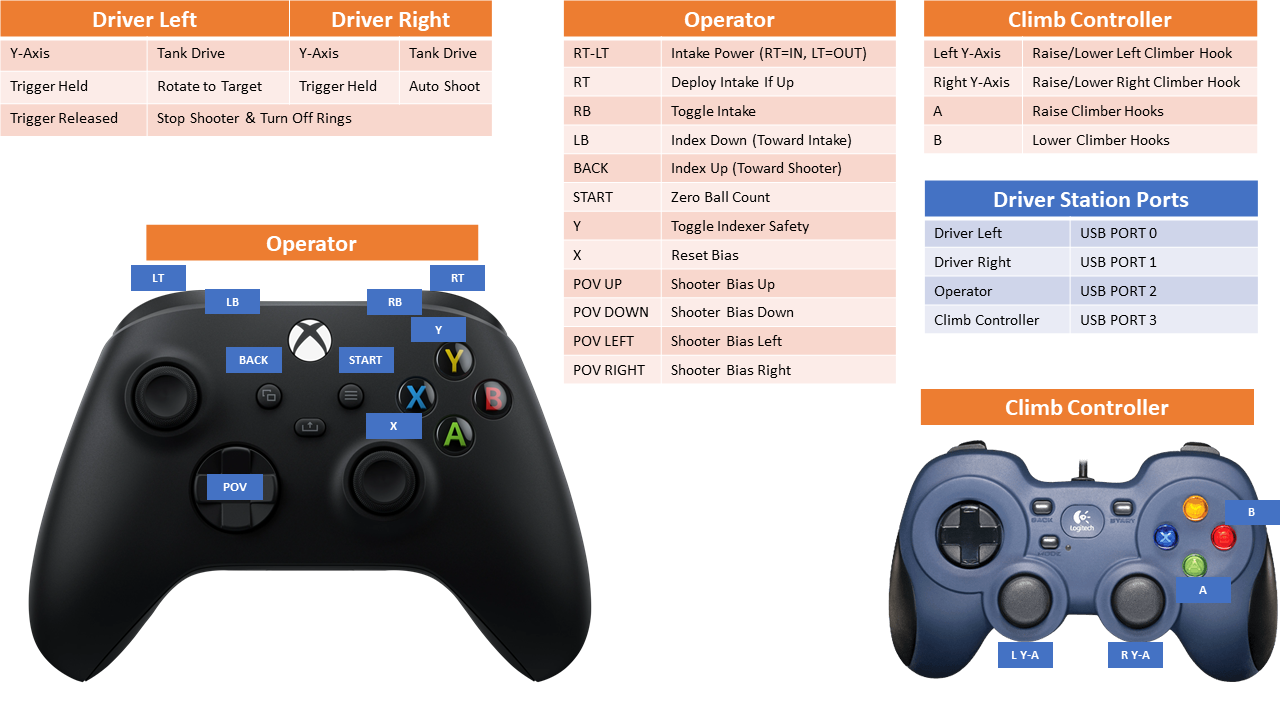 Driver Left Driver Right
Y-Axis Tank Drive Y-Axis Tank Drive
Trigger Held Rotate to Target Trigger Held Auto Shoot
Trigger Released Stop Shooter & Turn Off Rings
Operator
RT-LT Intake Power (RT=IN, LT=OUT)
RT Deploy Intake If Up
RB Toggle Intake
LB Index Down (Toward Intake)
BACK Index Up (Toward Shooter)
START Zero Ball Count
Y Toggle Indexer Safety
X Reset Bias
POV UP Shooter Bias Up
POV DOWN Shooter Bias Down
POV LEFT Shooter Bias Left
POV RIGHT Shooter Bias Right
Climb Controller
Left Y-Axis Raise/Lower Left Climber Hook
Right Y-Axis Raise/Lower Right Climber Hook
A Raise Climber Hooks
B Lower Climber Hooks
Driver Station Ports
Driver Left USB PORT 0
Driver Right USB PORT 1
Operator USB PORT 2
Climb Controller USB PORT 3
Operator
LT RT
LB RB
Y
BACK START
Y
X B
X
A
POV
Climb Controller
BACK START
B
Logitech
X B
MODE
A
A
L Y-A R Y-A